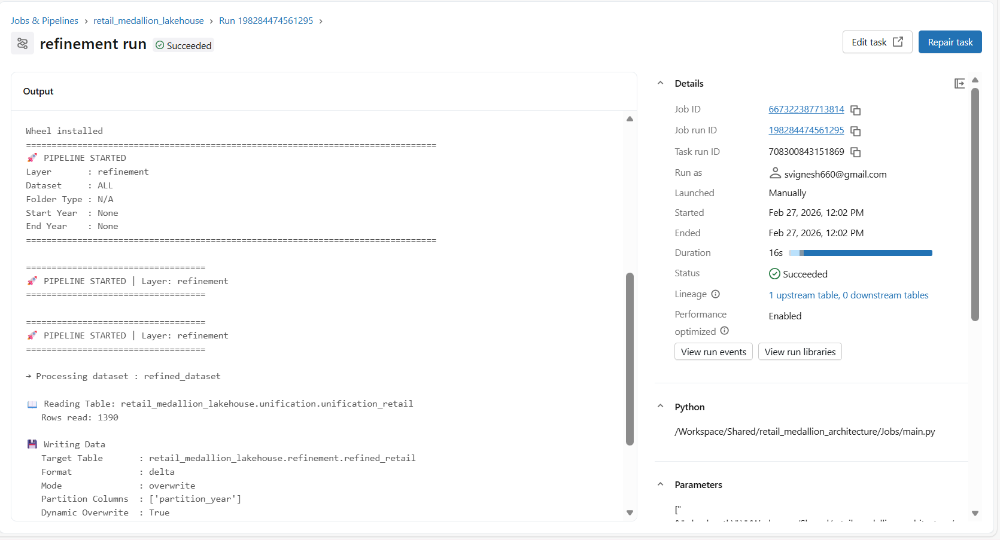 Jobs & Pipelines › retail_medallion_lakehouse › Run 198284474561295 ›
refinement run Succeeded
Edit task
Repair task
Output
Wheel installed
================================================================================
🚀 PIPELINE STARTED
Layer : refinement
Dataset : ALL
Folder Type : N/A
Start Year : None
End Year : None
================================================================================
===================================
🚀 PIPELINE STARTED | Layer: refinement
===================================
===================================
🚀 PIPELINE STARTED | Layer: refinement
===================================
→ Processing dataset : refined_dataset
📖 Reading Table: retail_medallion_lakehouse.unification.unification_retail
Rows read: 1390
💾 Writing Data
Target Table : retail_medallion_lakehouse.refinement.refined_retail
Format : delta
Mode : overwrite
Partition Columns : ['partition_year']
Dynamic Overwrite : True
Details
Job ID 667322387713814
Job run ID 198284474561295
Task run ID 708300843151869
Run as svignesh660@gmail.com
Launched Manually
Started Feb 27, 2026, 12:02 PM
Ended Feb 27, 2026, 12:02 PM
Duration 16s
Status Succeeded
Lineage 1 upstream table, 0 downstream tables
Performance optimized Enabled
View run events
View run libraries
Python
/Workspace/Shared/retail_medallion_architecture/Jobs/main.py
Parameters
["